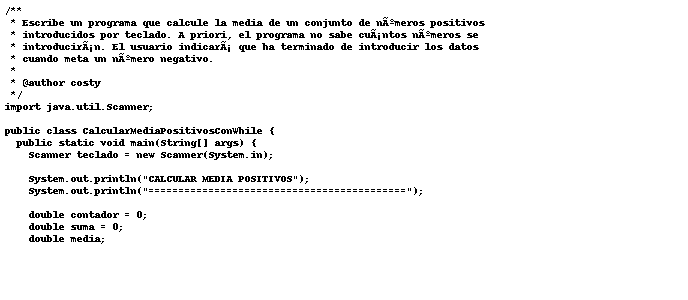 /**
* Escribe un programa que calcule la media de un conjunto de nÃºmeros positivos
* introducidos por teclado. A priori, el programa no sabe cuÃ¡ntos nÃºmeros se
* introducirÃ¡n. El usuario indicarÃ¡ que ha terminado de introducir los datos
* cuando meta un nÃºmero negativo.
*
* @author costy
*/
import java.util.Scanner;
public class CalcularMediaPositivosConWhile {
public static void main(String[] args) {
Scanner teclado = new Scanner(System.in);
System.out.println("CALCULAR MEDIA POSITIVOS");
System.out.println("===========================================");
double contador = 0;
double suma = 0;
double media;